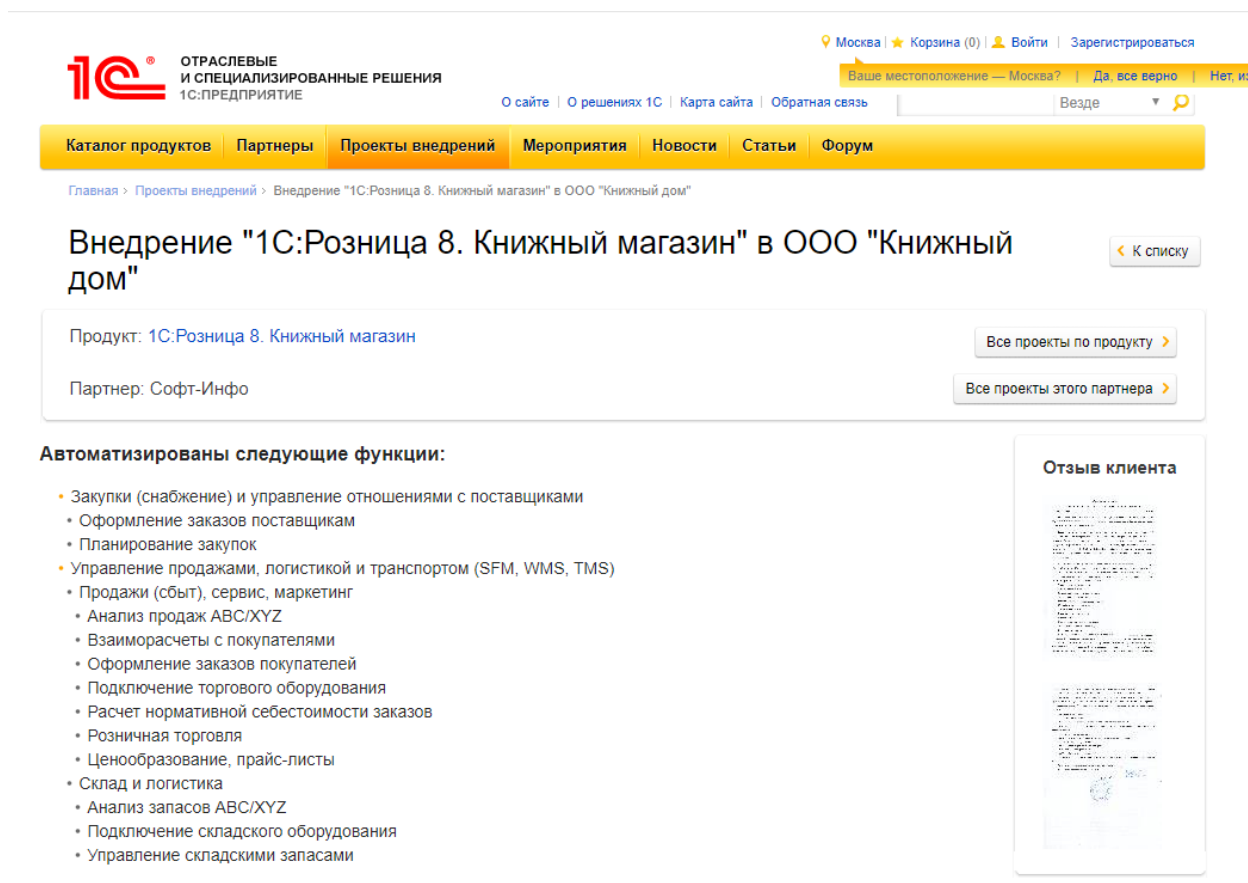 1С®
ОТРАСЛЕВЫЕ
И СПЕЦИАЛИЗИРОВАННЫЕ РЕШЕНИЯ
1С:ПРЕДПРИЯТИЕ
Москва | Корзина (0) | Войти | Зарегистрироваться
Ваше местоположение — Москва? | Да, все верно | Нет,
О сайте | О решениях 1С | Карта сайта | Обратная связь
Везде
Каталог продуктов Партнеры Проекты внедрений Мероприятия Новости Статьи Форум
Главная > Проекты внедрений > Внедрение "1С:Розница 8. Книжный магазин" в ООО "Книжный дом"
Внедрение "1С:Розница 8. Книжный магазин" в ООО "Книжный
дом"
К списку
Продукт: 1С:Розница 8. Книжный магазин
Все проекты по продукту
Партнер: Софт-Инфо
Все проекты этого партнера
Автоматизированы следующие функции:
• Закупки (снабжение) и управление отношениями с поставщиками
• Оформление заказов поставщикам
• Планирование закупок
• Управление продажами, логистикой и транспортом (SFM, WMS, TMS)
• Продажи (сбыт), сервис, маркетинг
• Анализ продаж ABC/XYZ
• Взаиморасчеты с покупателями
• Оформление заказов покупателей
• Подключение торгового оборудования
• Расчет нормативной себестоимости заказов
• Розничная торговля
• Ценообразование, прайс-листы
• Склад и логистика
• Анализ запасов ABC/XYZ
• Подключение складского оборудования
• Управление складскими запасами
Отзыв клиента